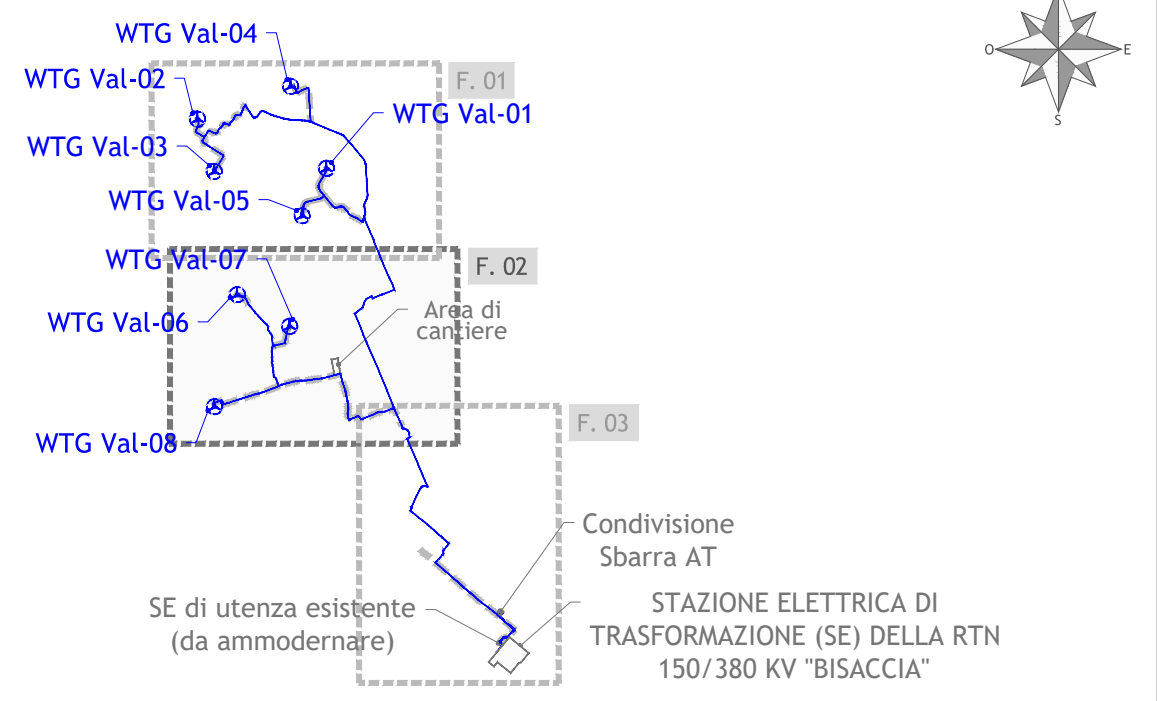 WTG Val-04
WTG Val-02
F. 01
WTG Val-01
WTG Val-03
WTG Val-05
WTG Val-07
F. 02
WTG Val-06
Area di
cantiere
WTG Val-08
F. 03
Condivisione
Sbarra AT
SE di utenza esistente
(da ammodernare)
STAZIONE ELETTRICA DI
TRASFORMAZIONE (SE) DELLA RTN
150/380 KV "BISACCIA"
O
E
S